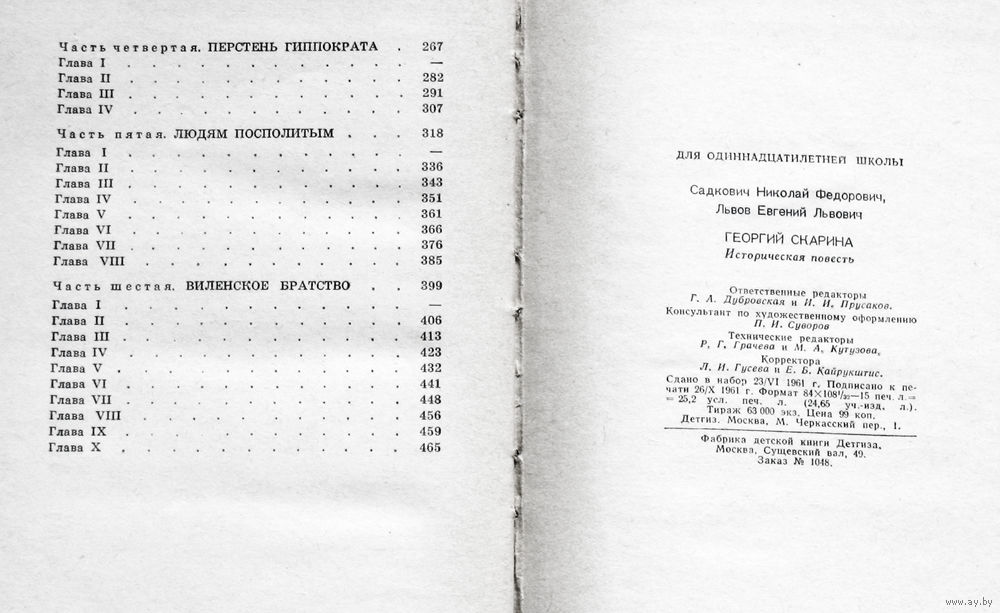 Часть четвертая. ПЕРСТЕНЬ ГИППОКРАТА . 267
Глава I . . . . . . . . . . . . —
Глава II . . . . . . . . . . . . 282
Глава III . . . . . . . . . . . . 291
Глава IV . . . . . . . . . . . . 307
Часть пятая. ЛЮДЯМ ПОСПОЛИТЫМ . . . 318
Глава I . . . . . . . . . . . . —
Глава II . . . . . . . . . . . . 336
Глава III . . . . . . . . . . . . 343
Глава IV . . . . . . . . . . . . 351
Глава V . . . . . . . . . . . . 361
Глава VI . . . . . . . . . . . . 366
Глава VII . . . . . . . . . . . . 376
Глава VIII . . . . . . . . . . . 385
Часть шестая. ВИЛЕНСКОЕ БРАТСТВО . . 399
Глава I . . . . . . . . . . . . —
Глава II . . . . . . . . . . . . 406
Глава III . . . . . . . . . . . . 413
Глава IV . . . . . . . . . . . . 423
Глава V . . . . . . . . . . . . 432
Глава VI . . . . . . . . . . . . 441
Глава VII . . . . . . . . . . . . 448
Глава VIII . . . . . . . . . . . 456
Глава IX . . . . . . . . . . . . 459
Глава X . . . . . . . . . . . . 465
ДЛЯ ОДИННАДЦАТИЛЕТНЕЙ ШКОЛЫ
Садкович Николай Федорович,
Львов Евгений Львович
ГЕОРГИЙ СКАРИНА
Историческая повесть
Ответственные редакторы
Г. А. Дубровская и И. И. Прусаков.
Консультант по художественному оформлению
П. И. Суворов
Технические редакторы
Р. Г. Грачева и М. А. Кутузова.
Корректора
Л. И. Гусева и Е. Б. Кайрукштис.
Сдано в набор 23/VI 1961 г. Подписано к пе-
чати 26/X 1961 г. Формат 84×108¹/₃₂—15 печ. л.=
= 25,2 усл. печ. л. (24,65 уч.-изд. л.).
Тираж 63 000 экз. Цена 99 коп.
Детгиз. Москва, М. Черкасский пер., 1.
Фабрика детской книги Детгиза.
Москва, Сущевский вал, 49.
Заказ № 1048.
www.ay.by